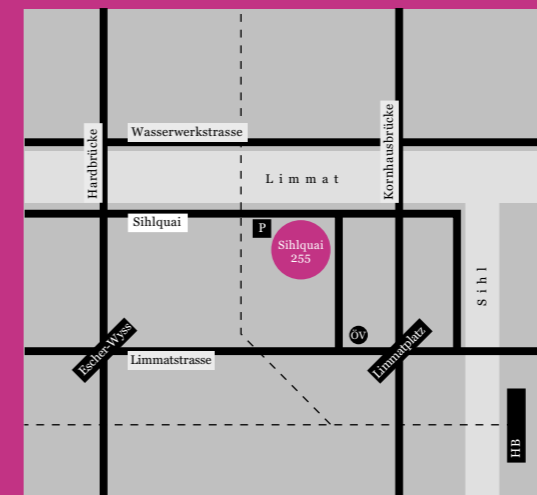 Wasserwerkstrasse
Hardbrücke
Kornhausbrücke
Limmat
Sihlquai
P
Sihlquai
255
Sihl
ÖV
Escher-Wyss
Limmatplatz
Limmatstrasse
HB